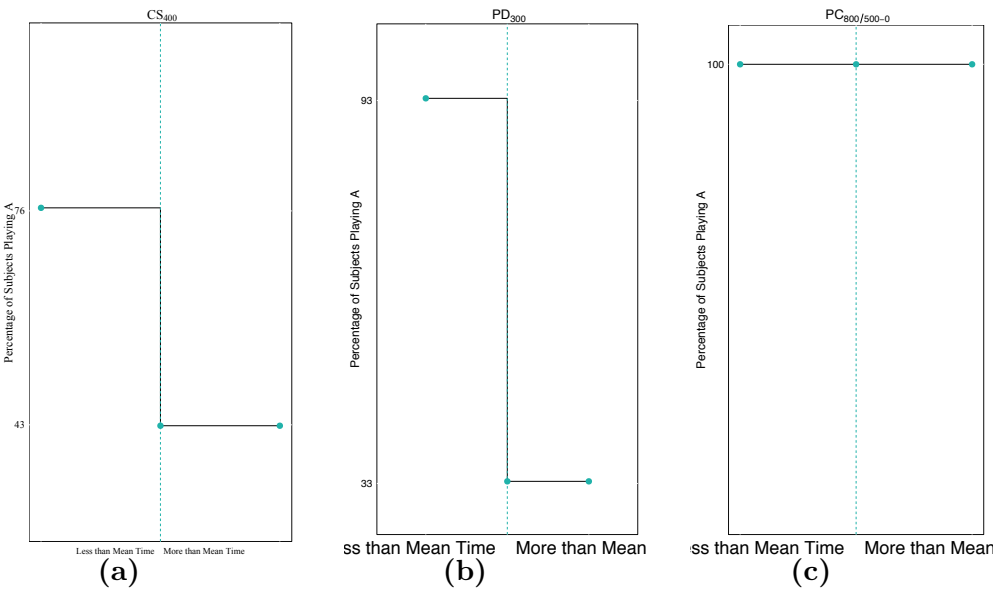 CS400
76
43
Percentage of Subjects Playing A
Less than Mean Time
More than Mean Time
(a)
PD300
93
33
Percentage of Subjects Playing A
ss than Mean Time
More than Mean
(b)
PC800/500−0
100
Percentage of Subjects Playing A
ss than Mean Time
More than Mean
(c)